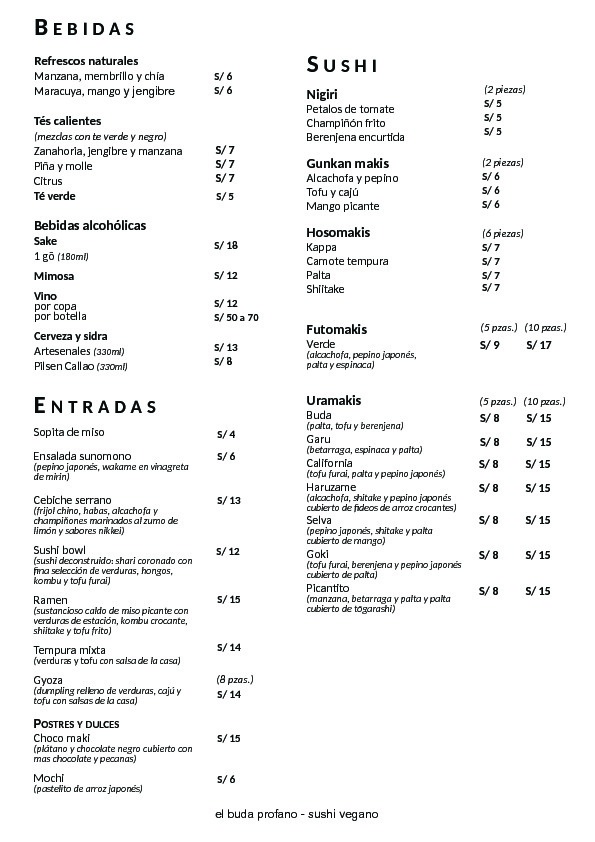 BEBIDAS
Refrescos naturales
Manzana, membrillo y chía S/ 6
Maracuya, mango y jengibre S/ 6
Tés calientes
(mezclas con te verde y negro)
Zanahoria, jengibre y manzana S/ 7
Piña y molle S/ 7
Citrus S/ 7
Té verde S/ 5
Bebidas alcohólicas
Sake S/ 18
1 gō (180ml)
Mimosa S/ 12
Vino
por copa S/ 12
por botella S/ 50 a 70
Cerveza y sidra
Artesenales (330ml) S/ 13
Pilsen Callao (330ml) S/ 8
ENTRADAS
Sopita de miso S/ 4
Ensalada sunomono S/ 6
(pepino japonés, wakame en vinagreta
de mirin)
Cebiche serrano S/ 13
(frijol chino, habas, alcachofa y
champiñones marinados al zumo de
limón y sabores nikkei)
Sushi bowl S/ 12
(sushi deconstruido: shari coronado con
fina selección de verduras, hongos,
kombu y tofu furai)
Ramen S/ 15
(sustancioso caldo de miso picante con
verduras de estación, kombu crocante,
shiitake y tofu frito)
Tempura mixta S/ 14
(verduras y tofu con salsa de la casa)
Gyoza (8 pzas.)
(dumpling relleno de verduras, cajú y S/ 14
tofu con salsas de la casa)
POSTRES Y DULCES
Choco maki S/ 15
(plátano y chocolate negro cubierto con
mas chocolate y pecanas)
Mochi S/ 6
(pastelito de arroz japonés)
SUSHI
Nigiri (2 piezas)
Petalos de tomate S/ 5
Champiñón frito S/ 5
Berenjena encurtida S/ 5
Gunkan makis (2 piezas)
Alcachofa y pepino S/ 6
Tofu y cajú S/ 6
Mango picante S/ 6
Hosomakis (6 piezas)
Kappa S/ 7
Camote tempura S/ 7
Palta S/ 7
Shiitake S/ 7
Futomakis (5 pzas.) (10 pzas.)
Verde S/ 9 S/ 17
(alcachofa, pepino japonés,
palta y espinaca)
Uramakis (5 pzas.) (10 pzas.)
Buda S/ 8 S/ 15
(palta, tofu y berenjena)
Garu S/ 8 S/ 15
(betarraga, espinaca y palta)
California S/ 8 S/ 15
(tofu furai, palta y pepino japonés)
Haruzame S/ 8 S/ 15
(alcachofa, shitake y pepino japonés
cubierto de fideos de arroz crocantes)
Selva S/ 8 S/ 15
(pepino japonés, shitake y palta
cubierto de mango)
Goki S/ 8 S/ 15
(tofu furai, berenjena y pepino japonés
cubierto de palta)
Picantito S/ 8 S/ 15
(manzana, betarraga y palta y palta
cubierto de tōgarashi)
el buda profano - sushi vegano